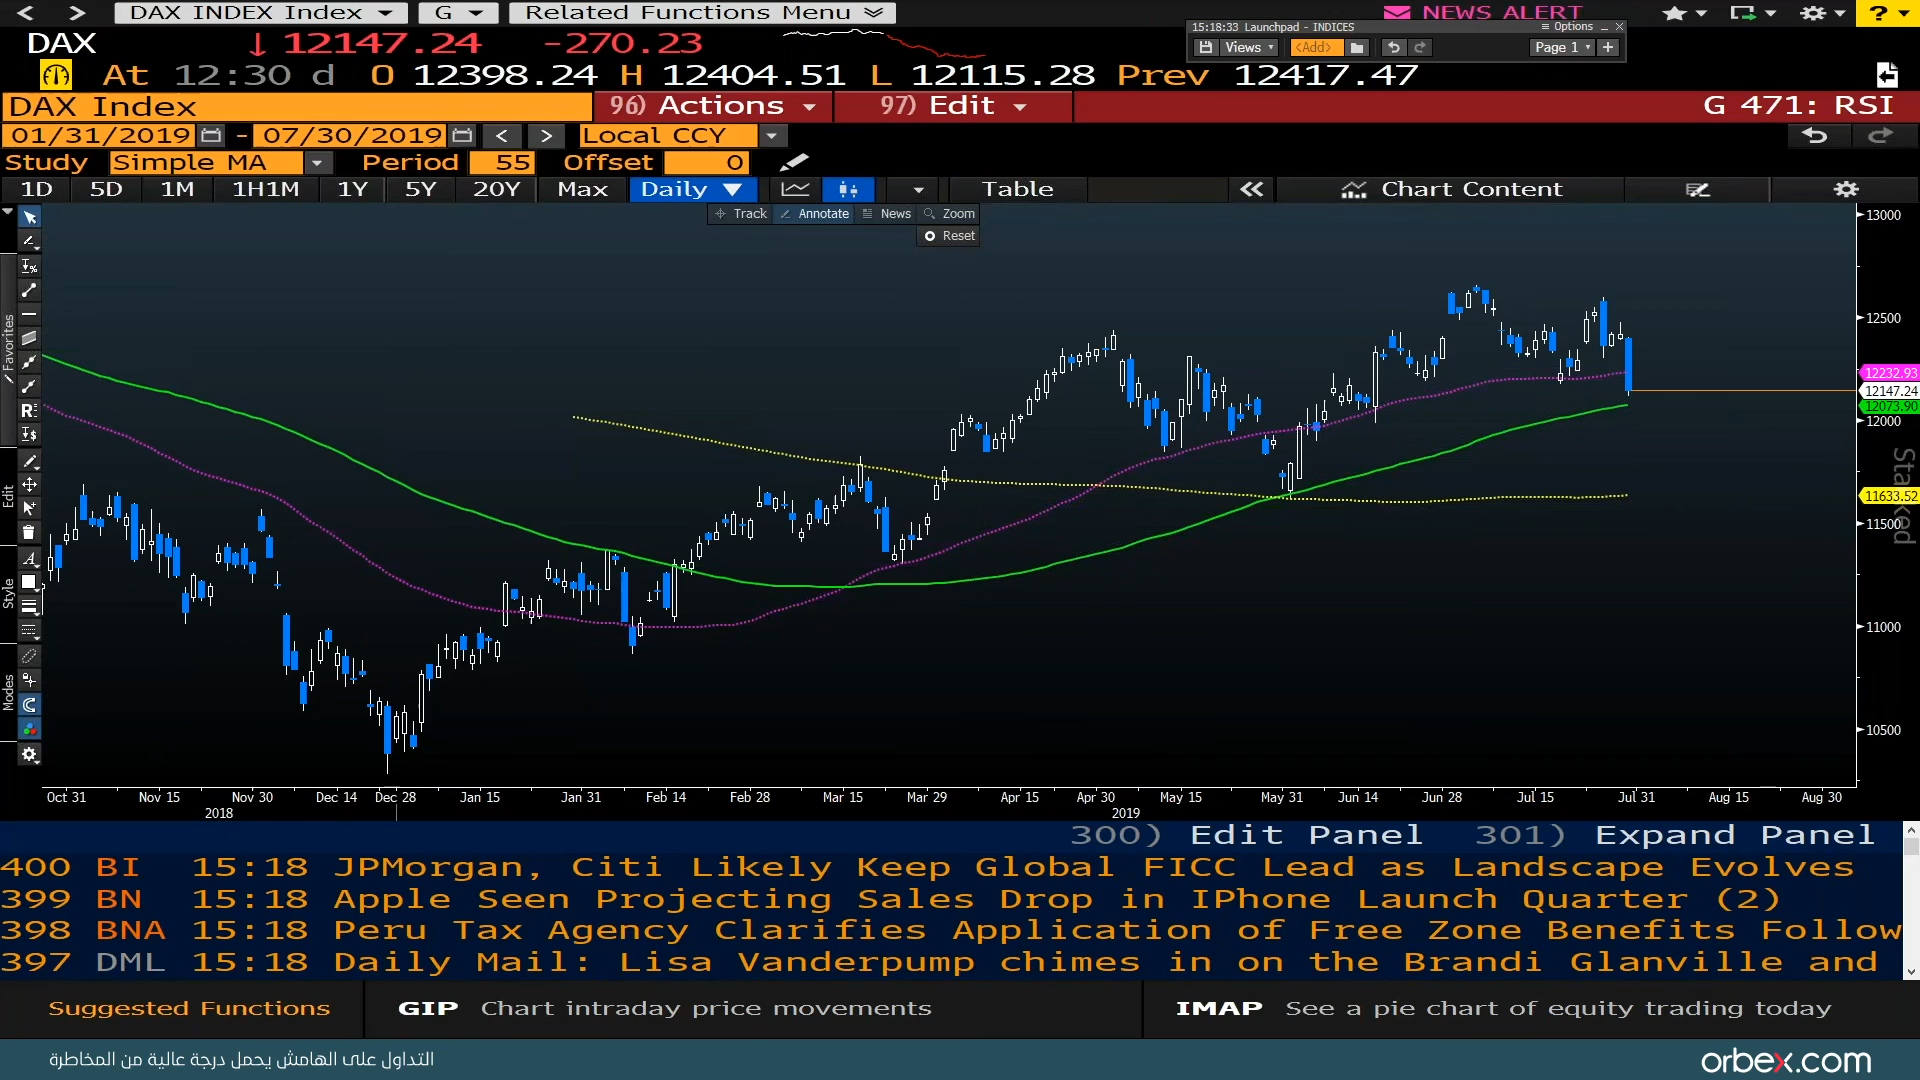 DAX INDEX Index
G
Related Functions Menu
NEWS ALERT
?
15:18:33 Launchpad - INDICES
Options
Views
<Add>
Page 1
+
DAX ↓ 12147.24 -270.23
At 12:30 d O 12398.24 H 12404.51 L 12115.28 Prev 12417.47
DAX Index
96) Actions
97) Edit
G 471: RSI
01/31/2019 - 07/30/2019
< >
Local CCY
Study Simple MA Period 55 Offset 0
1D 5D 1M 1H1M 1Y 5Y 20Y Max Daily Table « Chart Content
Track Annotate News Zoom
Reset
Favorites
Edit
Style
Modes
13000
12500
12232.93
12147.24
12073.90
12000
11633.52
11500
11000
10500
Oct 31 Nov 15 Nov 30 Dec 14 Dec 28 Jan 15 Jan 31 Feb 14 Feb 28 Mar 15 Mar 29 Apr 15 Apr 30 May 15 May 31 Jun 14 Jun 28 Jul 15 Jul 31 Aug 15 Aug 30
2018 2019
300) Edit Panel 301) Expand Panel
400 BI 15:18 JPMorgan, Citi Likely Keep Global FICC Lead as Landscape Evolves
399 BN 15:18 Apple Seen Projecting Sales Drop in IPhone Launch Quarter (2)
398 BNA 15:18 Peru Tax Agency Clarifies Application of Free Zone Benefits Follow
397 DML 15:18 Daily Mail: Lisa Vanderpump chimes in on the Brandi Glanville and
Suggested Functions GIP Chart intraday price movements IMAP See a pie chart of equity trading today
التداول على الهامش يحمل درجة عالية من المخاطرة
orbex.com